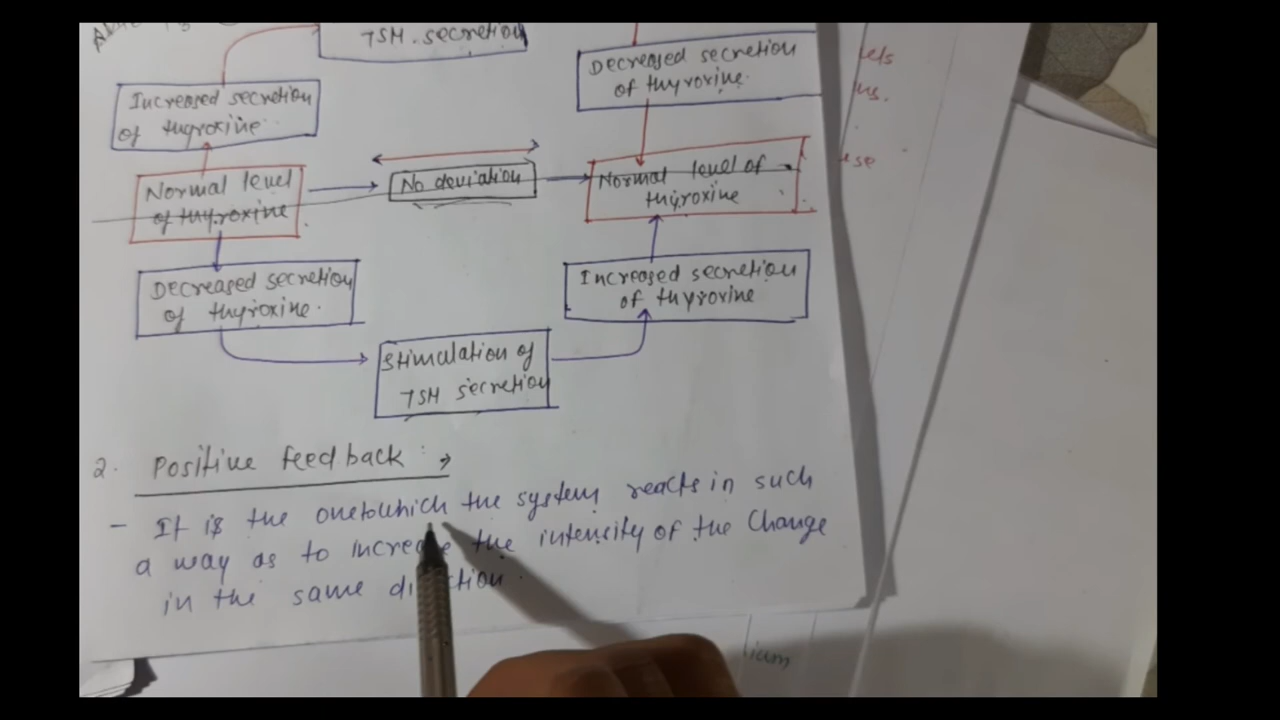 TSH. secretion
Decreased secretion
of thyroxine.
Increased secretion
of thyroxine.
Normal level
of thyroxine
No deviation
Normal level of
thyroxine
Decreased secretion
of thyroxine.
Increased secretion
of thyroxine
Stimulation of
TSH secretion
2. Positive feedback :→
- It is the one to which the system reacts in such
a way as to increase the intensity of the change
in the same direction.